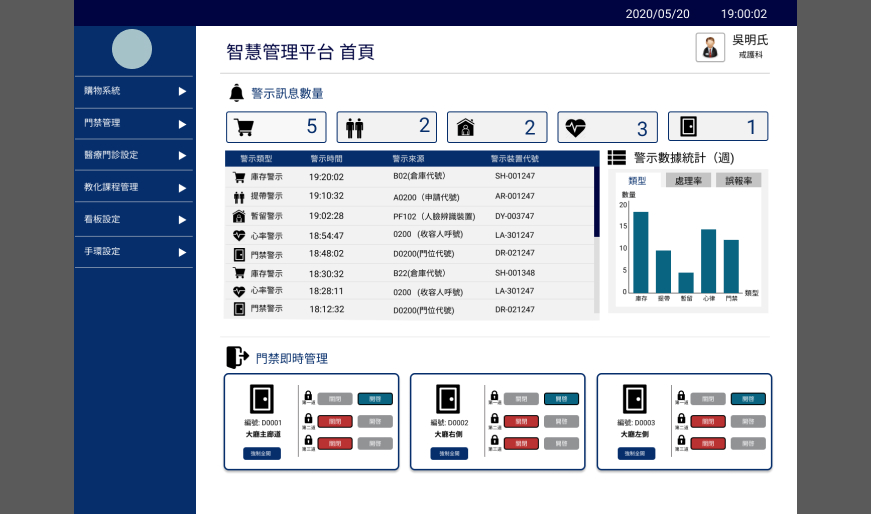 2020/05/20 19:00:02
智慧管理平台 首頁
吳明氏
戒護科
購物系統
門禁管理
醫療門診設定
教化課程管理
看板設定
手環設定
警示訊息數量
5 2 2 3 1
警示類型 警示時間 警示來源 警示裝置代號
庫存警示 19:20:02 B02(倉庫代號) SH-001247
提帶警示 19:10:32 A0200（申請代號) AR-001247
暫留警示 19:02:28 PF102（人臉辨識裝置) DY-003747
心率警示 18:54:47 0200（收容人呼號) LA-301247
門禁警示 18:48:02 D0200(門位代號) DR-021247
庫存警示 18:30:32 B22(倉庫代號) SH-001348
心率警示 18:28:11 0200（收容人呼號) LA-301247
門禁警示 18:12:32 D0200(門位代號) DR-021247
警示數據統計（週)
類型 處理率 誤報率
數量
20
15
10
5
0
類型
庫存 提帶 暫留 心律 門禁
門禁即時管理
編號: D0001
大廳主廊道
強制全開
第一道 關閉 開啓
第二道 關閉 開啓
第三道 關閉 開啓
編號: D0002
大廳右側
強制全開
第一道 關閉 開啓
第二道 關閉 開啓
第三道 關閉 開啓
編號: D0003
大廳左側
強制全開
第一道 關閉 開啓
第二道 關閉 開啓
第三道 關閉 開啓